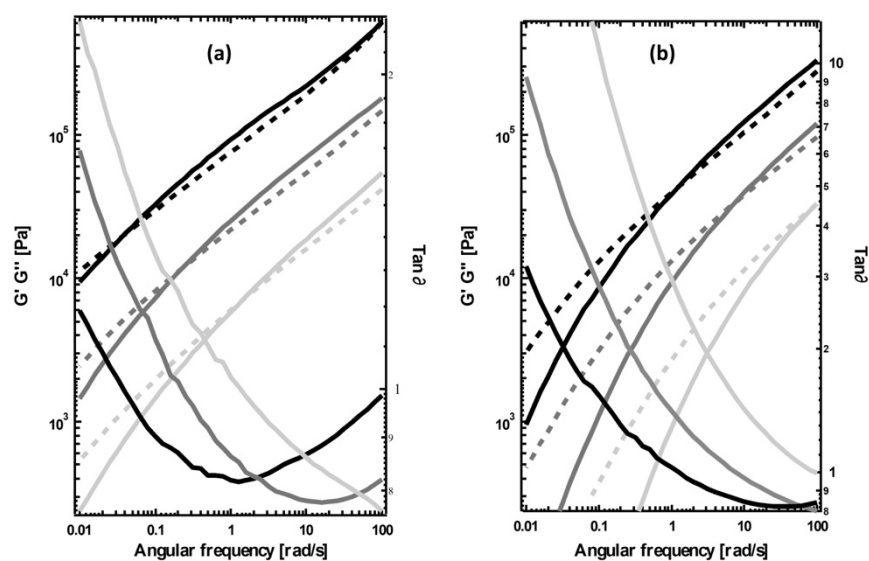 (a)
G' G'' [Pa]
10⁵
10⁴
10³
2
1
9
8
Tan ∂
0.01 0.1 1 10 100
Angular frequency [rad/s]
(b)
G' G'' [Pa]
10⁵
10⁴
10³
10
9
8
7
6
5
4
3
2
1
9
8
Tan∂
0.01 0.1 1 10 100
Angular frequency [rad/s]